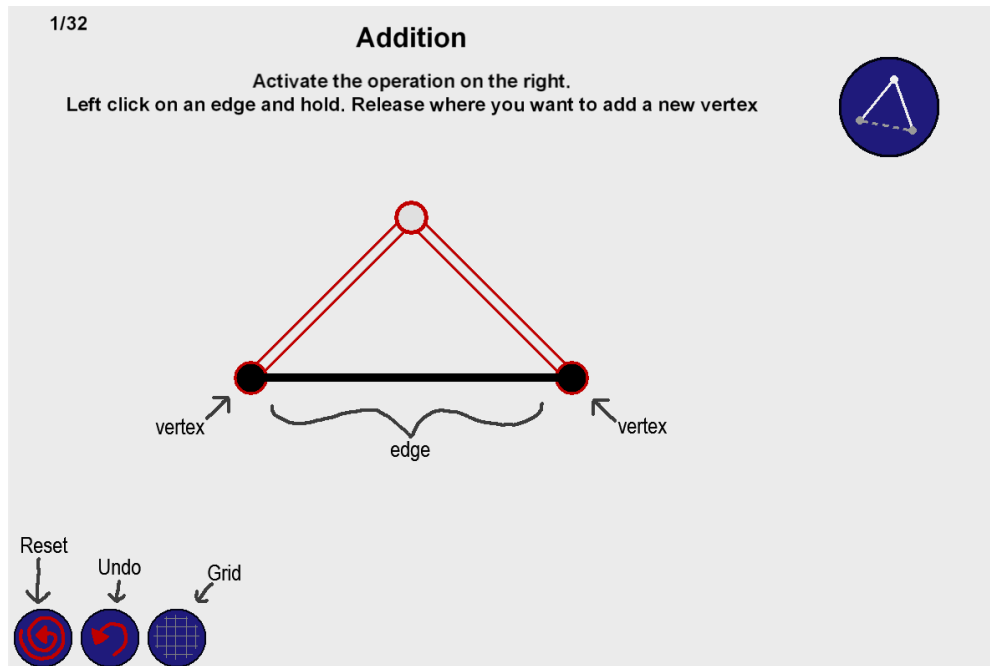 1/32
Addition
Activate the operation on the right.
Left click on an edge and hold. Release where you want to add a new vertex
vertex
vertex
edge
Reset
Undo
Grid